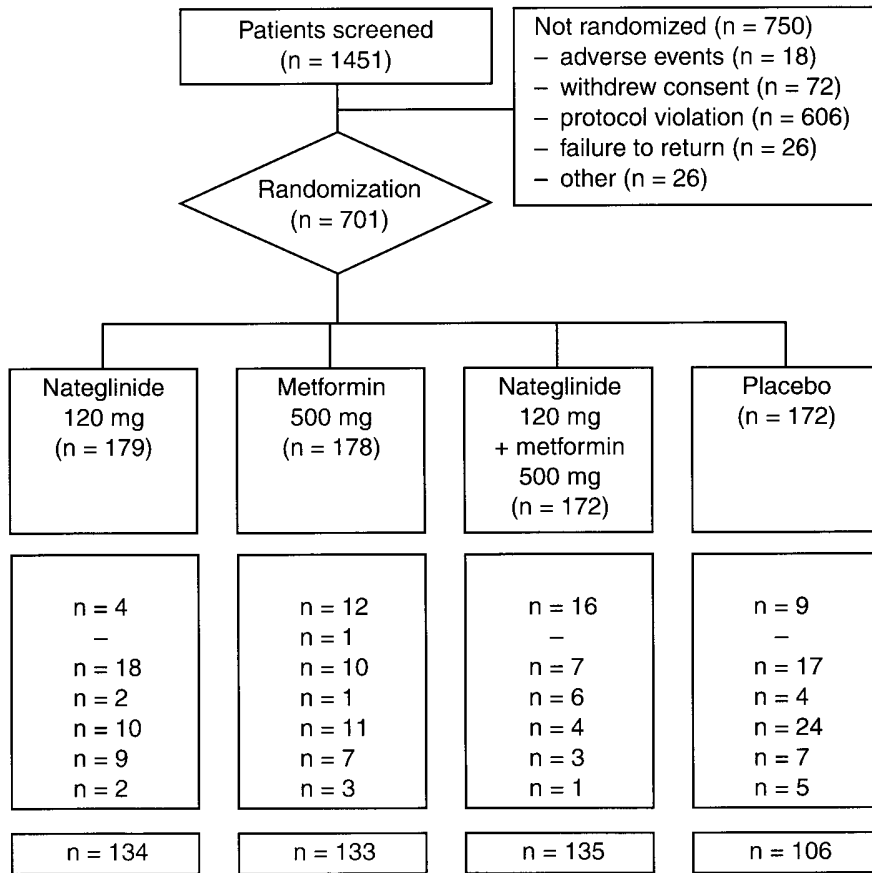 Patients screened
(n = 1451)
Not randomized (n = 750)
– adverse events (n = 18)
– withdrew consent (n = 72)
– protocol violation (n = 606)
– failure to return (n = 26)
– other (n = 26)
Randomization
(n = 701)
Nateglinide
120 mg
(n = 179)
Metformin
500 mg
(n = 178)
Nateglinide
120 mg
+ metformin
500 mg
(n = 172)
Placebo
(n = 172)
n = 4
–
n = 18
n = 2
n = 10
n = 9
n = 2
n = 12
n = 1
n = 10
n = 1
n = 11
n = 7
n = 3
n = 16
–
n = 7
n = 6
n = 4
n = 3
n = 1
n = 9
–
n = 17
n = 4
n = 24
n = 7
n = 5
n = 134
n = 133
n = 135
n = 106